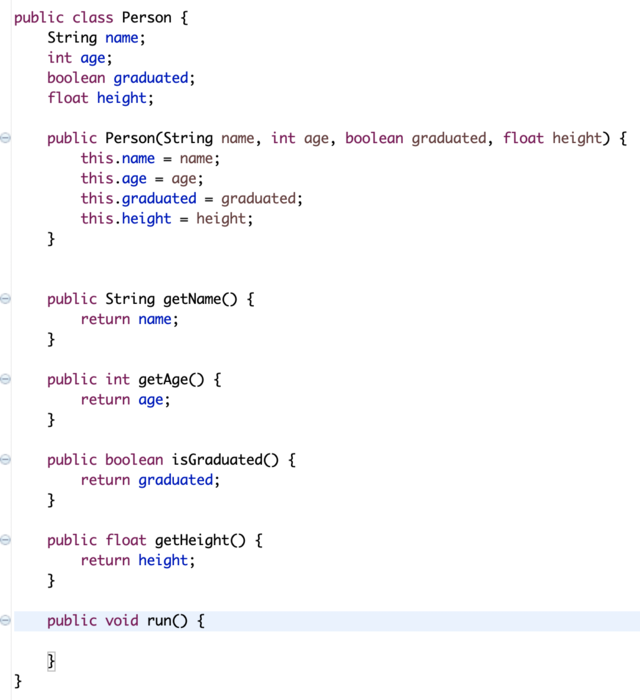 public class Person {
    String name;
    int age;
    boolean graduated;
    float height;

    public Person(String name, int age, boolean graduated, float height) {
        this.name = name;
        this.age = age;
        this.graduated = graduated;
        this.height = height;
    }


    public String getName() {
        return name;
    }

    public int getAge() {
        return age;
    }

    public boolean isGraduated() {
        return graduated;
    }

    public float getHeight() {
        return height;
    }

    public void run() {

    }
}